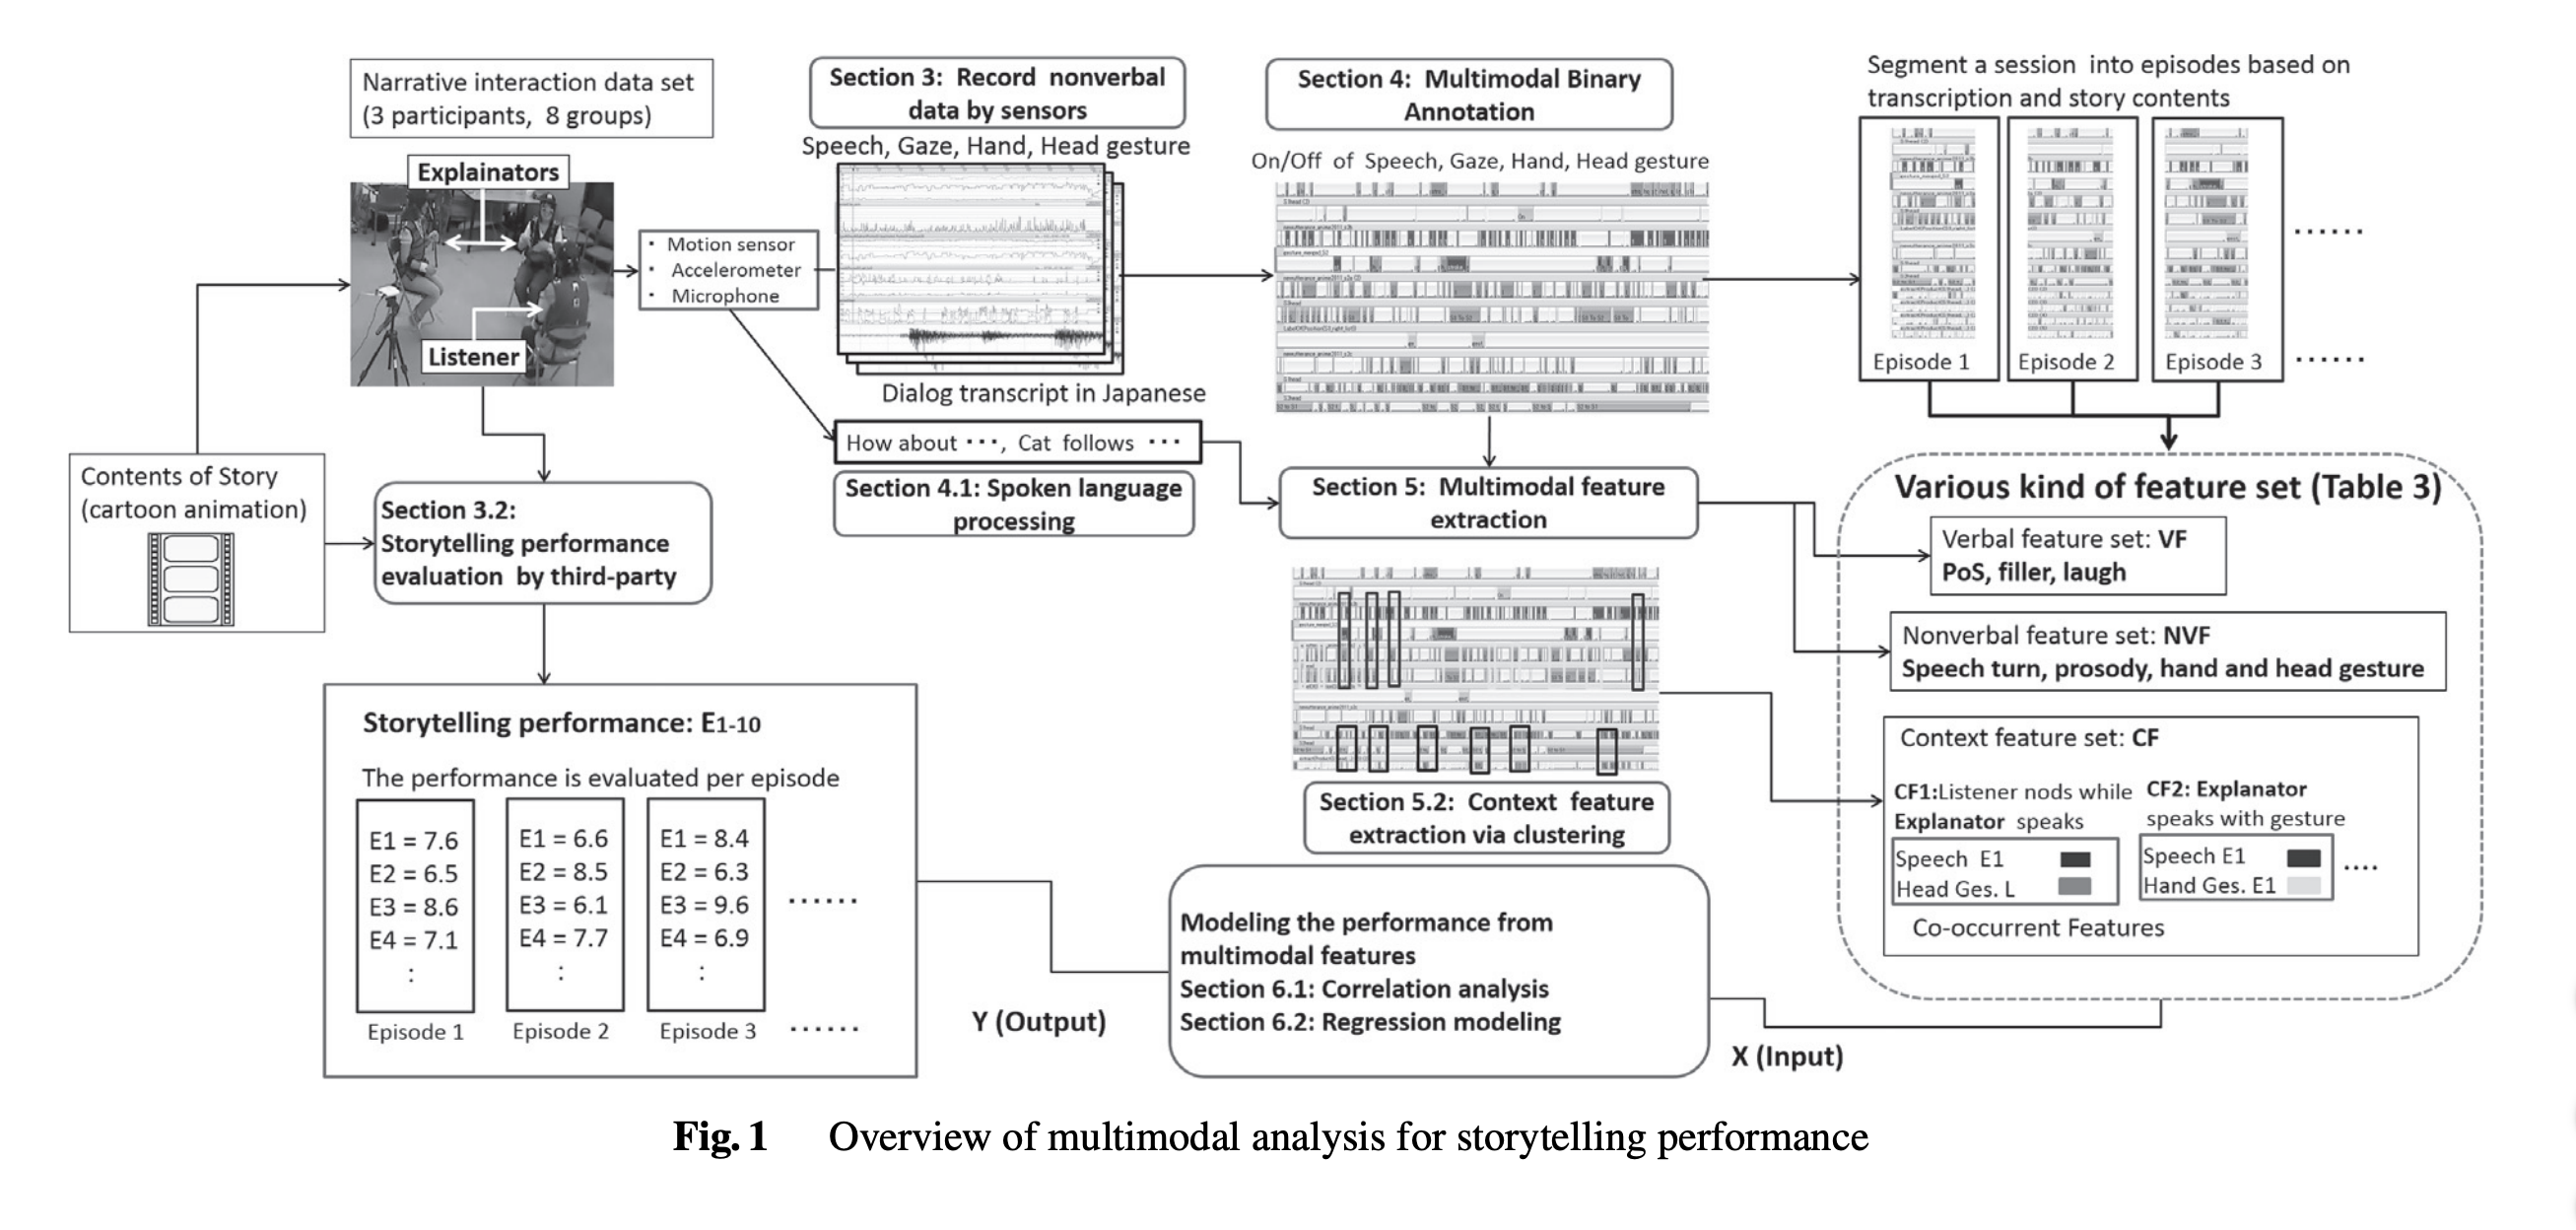 Narrative interaction data set
(3 participants, 8 groups)
Explainators
Listener
Contents of Story
(cartoon animation)
• Motion sensor
• Accelerometer
• Microphone
Section 3: Record nonverbal
data by sensors
Speech, Gaze, Hand, Head gesture
Dialog transcript in Japanese
How about ･･･, Cat follows ･･･
Section 4.1: Spoken language
processing
Section 4: Multimodal Binary
Annotation
On/Off of Speech, Gaze, Hand, Head gesture
Segment a session into episodes based on
transcription and story contents
Episode 1
Episode 2
Episode 3
......
......
Section 3.2:
Storytelling performance
evaluation by third-party
Section 5: Multimodal feature
extraction
Section 5.2: Context feature
extraction via clustering
Various kind of feature set (Table 3)
Verbal feature set: VF
PoS, filler, laugh
Nonverbal feature set: NVF
Speech turn, prosody, hand and head gesture
Context feature set: CF
CF1:Listener nods while
Explanator speaks
Speech E1
Head Ges. L
CF2: Explanator
speaks with gesture
Speech E1
Hand Ges. E1
....
Co-occurrent Features
Storytelling performance: E1-10
The performance is evaluated per episode
E1 = 7.6
E2 = 6.5
E3 = 8.6
E4 = 7.1
:
Episode 1
E1 = 6.6
E2 = 8.5
E3 = 6.1
E4 = 7.7
:
Episode 2
E1 = 8.4
E2 = 6.3
E3 = 9.6
E4 = 6.9
:
Episode 3
......
......
Y (Output)
Modeling the performance from
multimodal features
Section 6.1: Correlation analysis
Section 6.2: Regression modeling
X (Input)
Fig. 1 Overview of multimodal analysis for storytelling performance